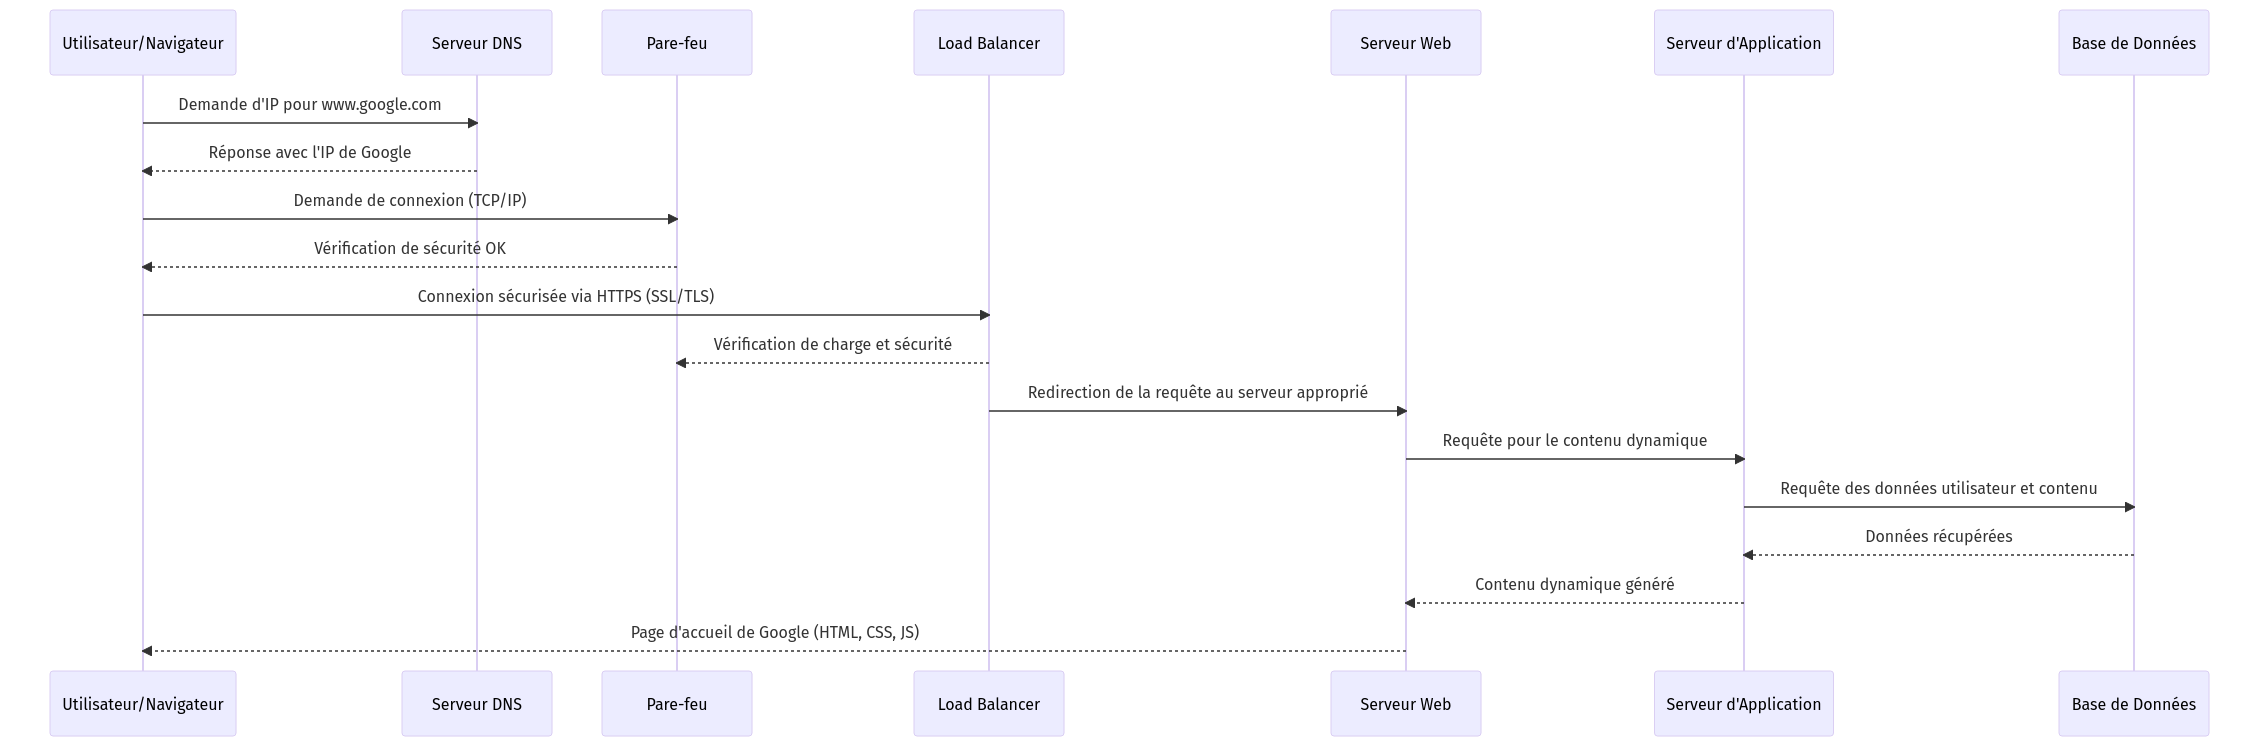 Utilisateur/Navigateur
Serveur DNS
Pare-feu
Load Balancer
Serveur Web
Serveur d'Application
Base de Données
Demande d'IP pour www.google.com
Réponse avec l'IP de Google
Demande de connexion (TCP/IP)
Vérification de sécurité OK
Connexion sécurisée via HTTPS (SSL/TLS)
Vérification de charge et sécurité
Redirection de la requête au serveur approprié
Requête pour le contenu dynamique
Requête des données utilisateur et contenu
Données récupérées
Contenu dynamique généré
Page d'accueil de Google (HTML, CSS, JS)
Utilisateur/Navigateur
Serveur DNS
Pare-feu
Load Balancer
Serveur Web
Serveur d'Application
Base de Données